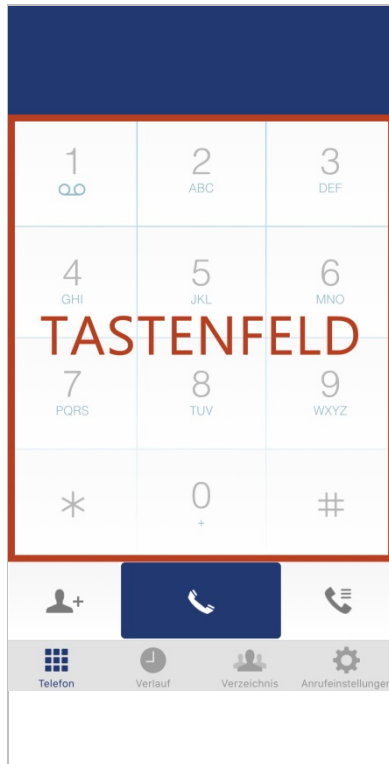 1 2 3
ABC DEF
4 5 6
GHI JKL MNO
TASTENFELD
7 8 9
PQRS TUV WXYZ
* 0 #
+
+
Telefon Verlauf Verzeichnis Anrufeinstellungen